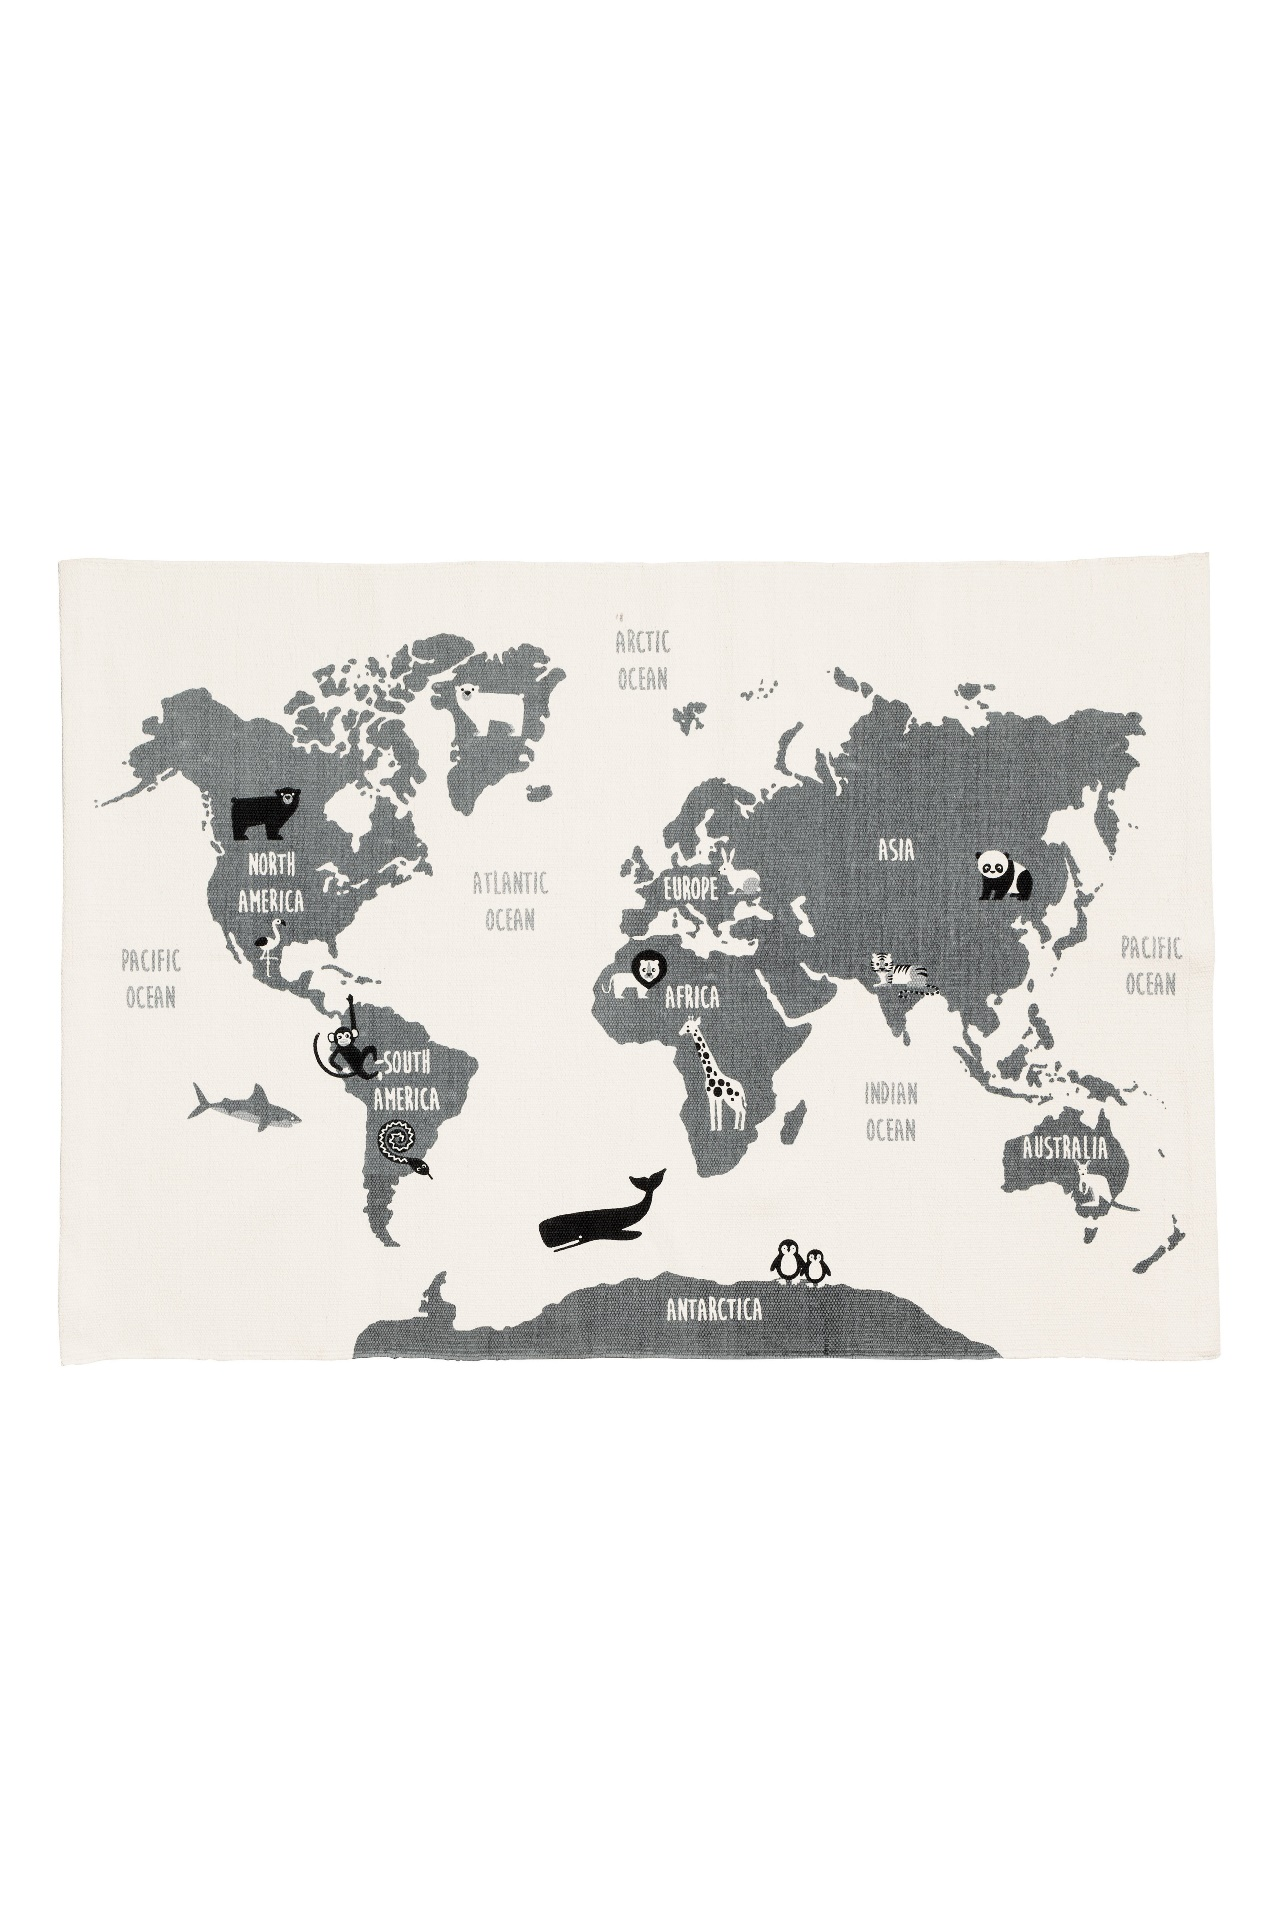 ARCTIC
OCEAN
NORTH
AMERICA
ATLANTIC
OCEAN
EUROPE
ASIA
PACIFIC
OCEAN
PACIFIC
OCEAN
AFRICA
SOUTH
AMERICA
INDIAN
OCEAN
AUSTRALIA
ANTARCTICA